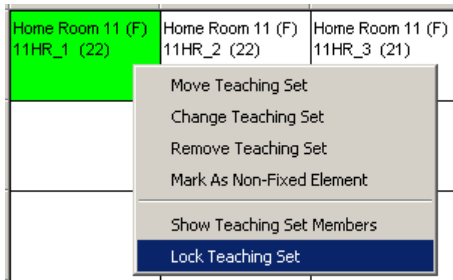 Home Room 11 (F) Home Room 11 (F) Home Room 11 (F)
11HR_1 (22) 11HR_2 (22) 11HR_3 (21)
Move Teaching Set
Change Teaching Set
Remove Teaching Set
Mark As Non-Fixed Element
Show Teaching Set Members
Lock Teaching Set